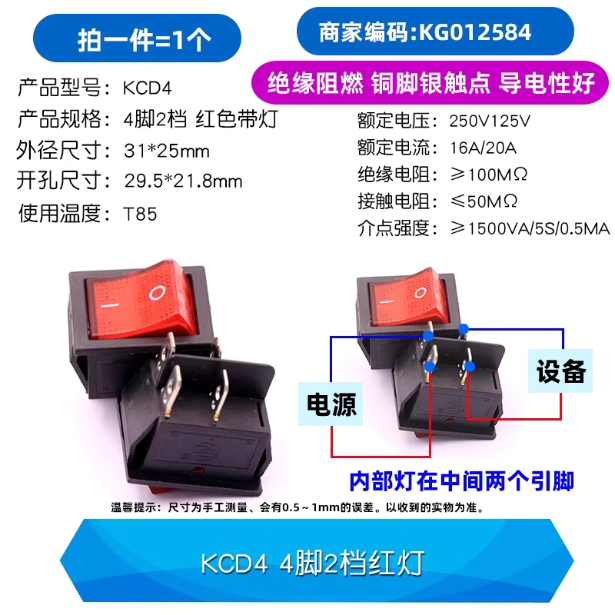 拍一件=1个
商家编码:KG012584
产品型号: KCD4
绝缘阻燃 铜脚银触点 导电性好
产品规格: 4脚2档 红色带灯
外径尺寸: 31*25mm
开孔尺寸: 29.5*21.8mm
使用温度: T85
额定电压: 250V125V
额定电流: 16A/20A
绝缘电阻: ≥100MΩ
接触电阻: ≤50MΩ
介点强度: ≥1500VA/5S/0.5MA
电源
设备
内部灯在中间两个引脚
温馨提示: 尺寸为手工测量、会有0.5~1mm的误差。以收到的实物为准。
KCD4 4脚2档红灯